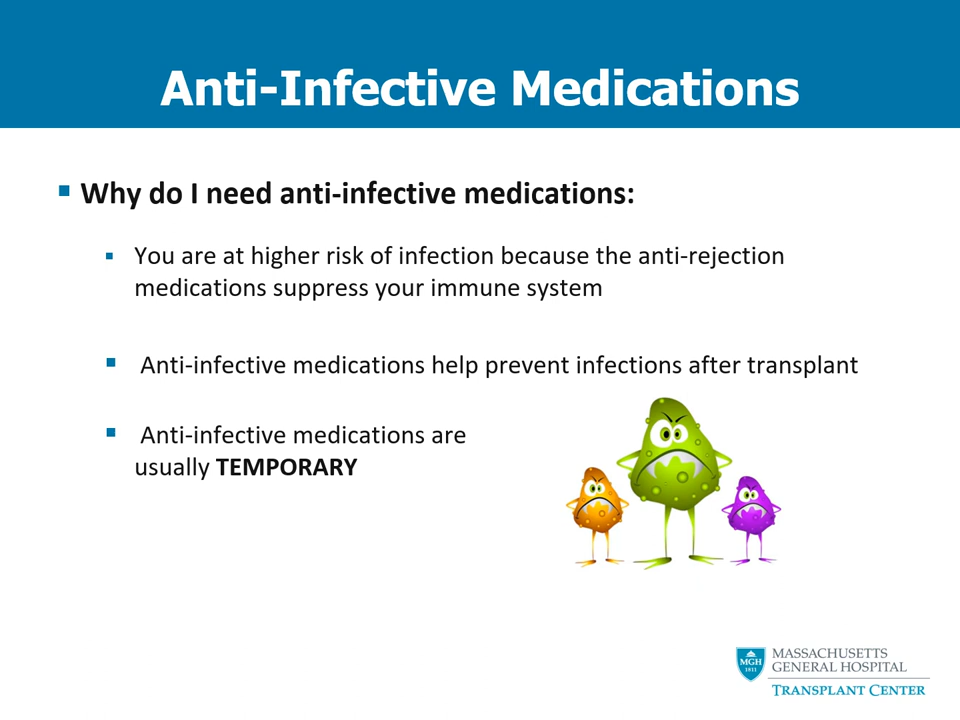 Anti-Infective Medications
Why do I need anti-infective medications:
You are at higher risk of infection because the anti-rejection
medications suppress your immune system
Anti-infective medications help prevent infections after transplant
Anti-infective medications are
usually TEMPORARY
MGH
1811
MASSACHUSETTS
GENERAL HOSPITAL
TRANSPLANT CENTER